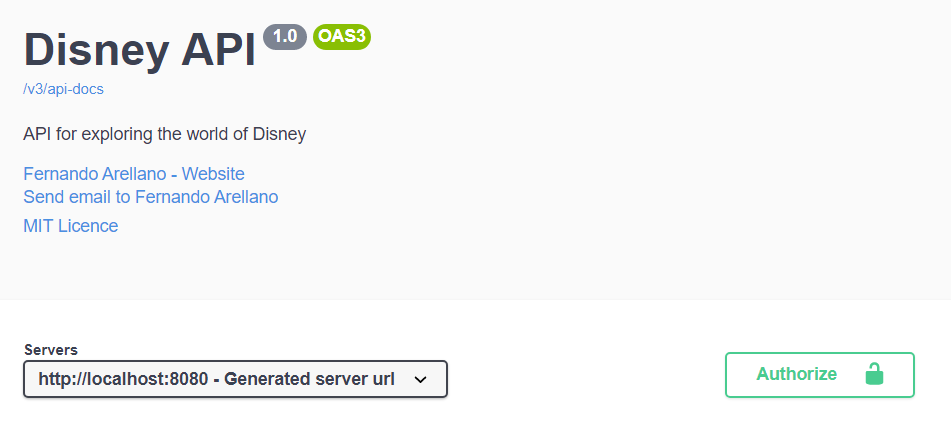 Disney API 1.0 OAS3
/v3/api-docs
API for exploring the world of Disney
Fernando Arellano - Website
Send email to Fernando Arellano
MIT Licence
Servers
http://localhost:8080 - Generated server url
Authorize